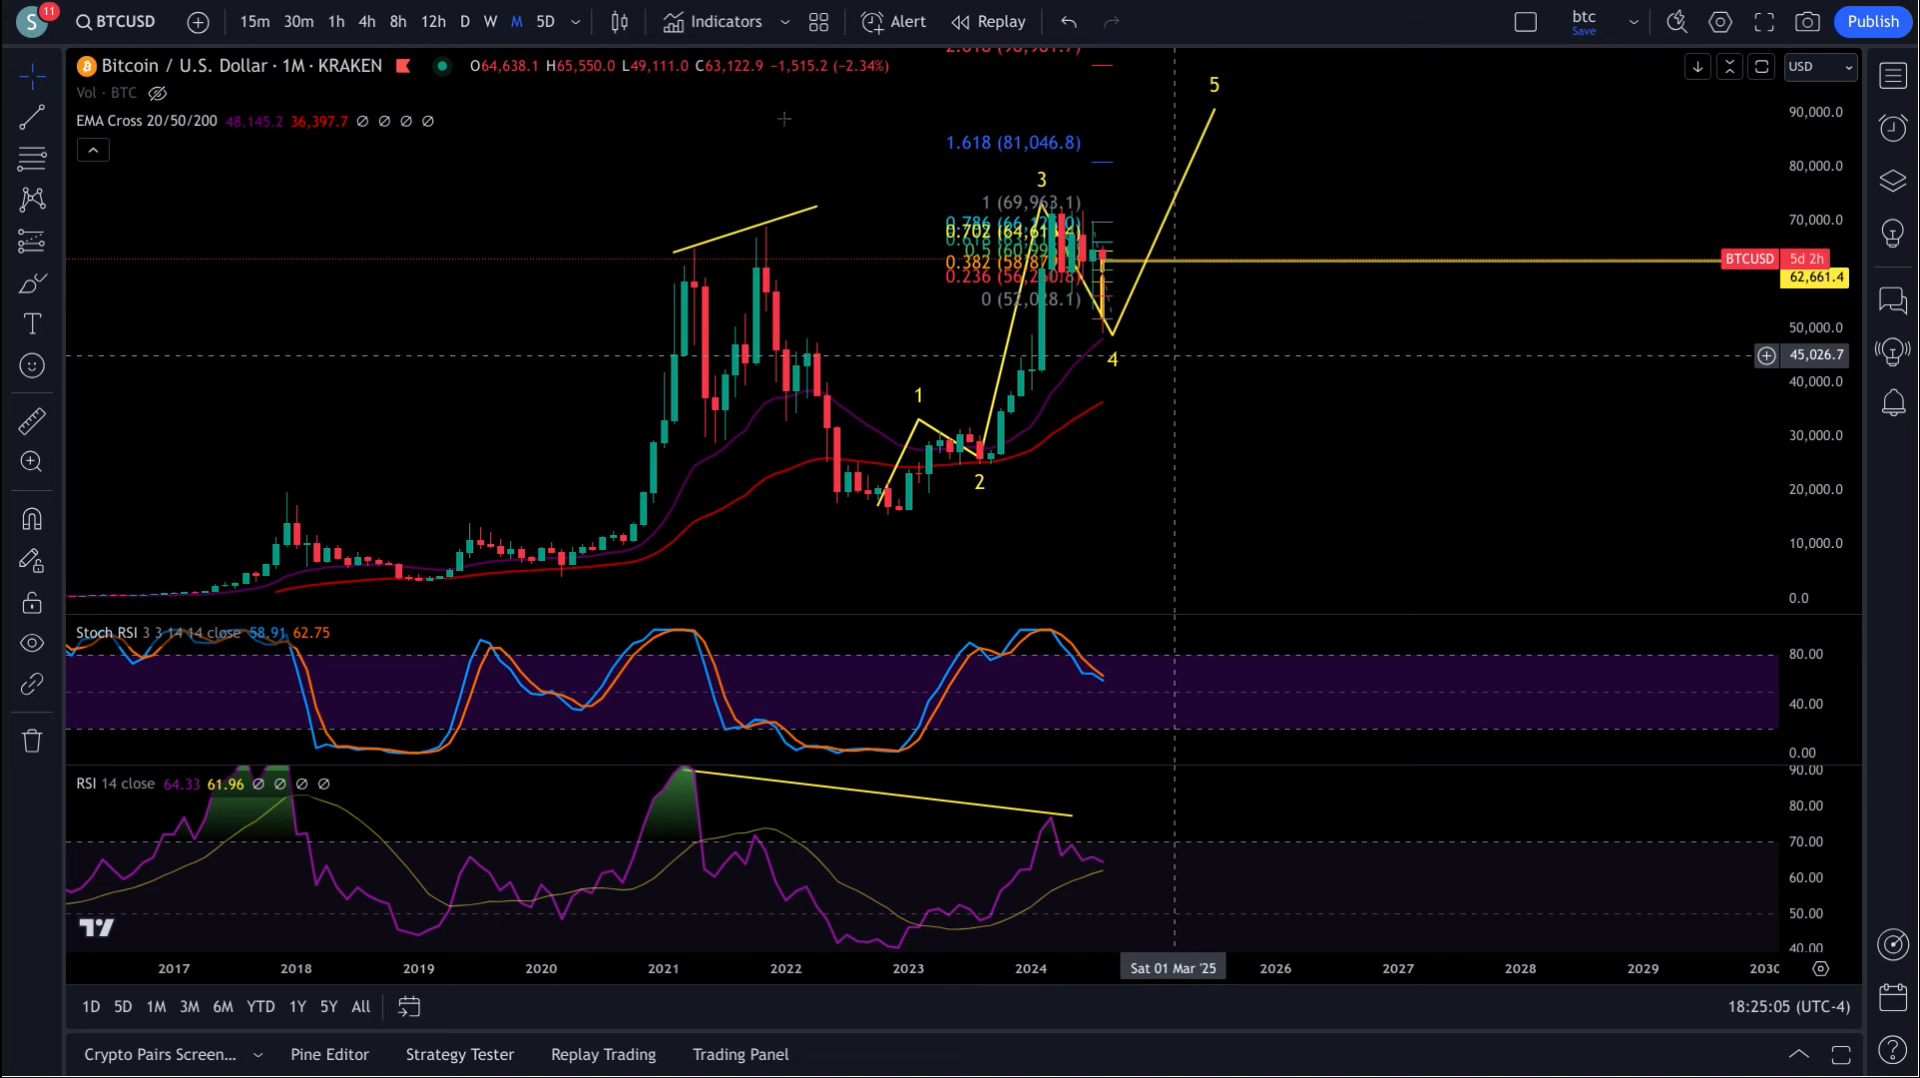 S
11
BTCUSD
15m 30m 1h 4h 8h 12h D W M 5D
Indicators
Alert
Replay
btc
Save
Publish
Bitcoin / U.S. Dollar · 1M · KRAKEN
O64,638.1 H65,550.0 L49,111.0 C63,122.9 −1,515.2 (−2.34%)
USD
Vol · BTC
EMA Cross 20/50/200 48,145.2 36,397.7 ∅ ∅ ∅ ∅
5
1.618 (81,046.8)
3
1 (69,963.1)
0.786
0.702
0.5
0.382
0.236
0 (52,028.1)
4
1
2
90,000.0
80,000.0
70,000.0
BTCUSD 5d 2h
62,661.4
50,000.0
45,026.7
40,000.0
30,000.0
20,000.0
10,000.0
0.0
Stoch RSI 3 3 14 14 close 58.91 62.75
80.00
40.00
0.00
RSI 14 close 64.33 61.96 ∅ ∅ ∅ ∅
90.00
80.00
70.00
60.00
50.00
40.00
2017 2018 2019 2020 2021 2022 2023 2024 Sat 01 Mar '25 2026 2027 2028 2029
1D 5D 1M 3M 6M YTD 1Y 5Y All
18:25:05 (UTC-4)
Crypto Pairs Screen... Pine Editor Strategy Tester Replay Trading Trading Panel